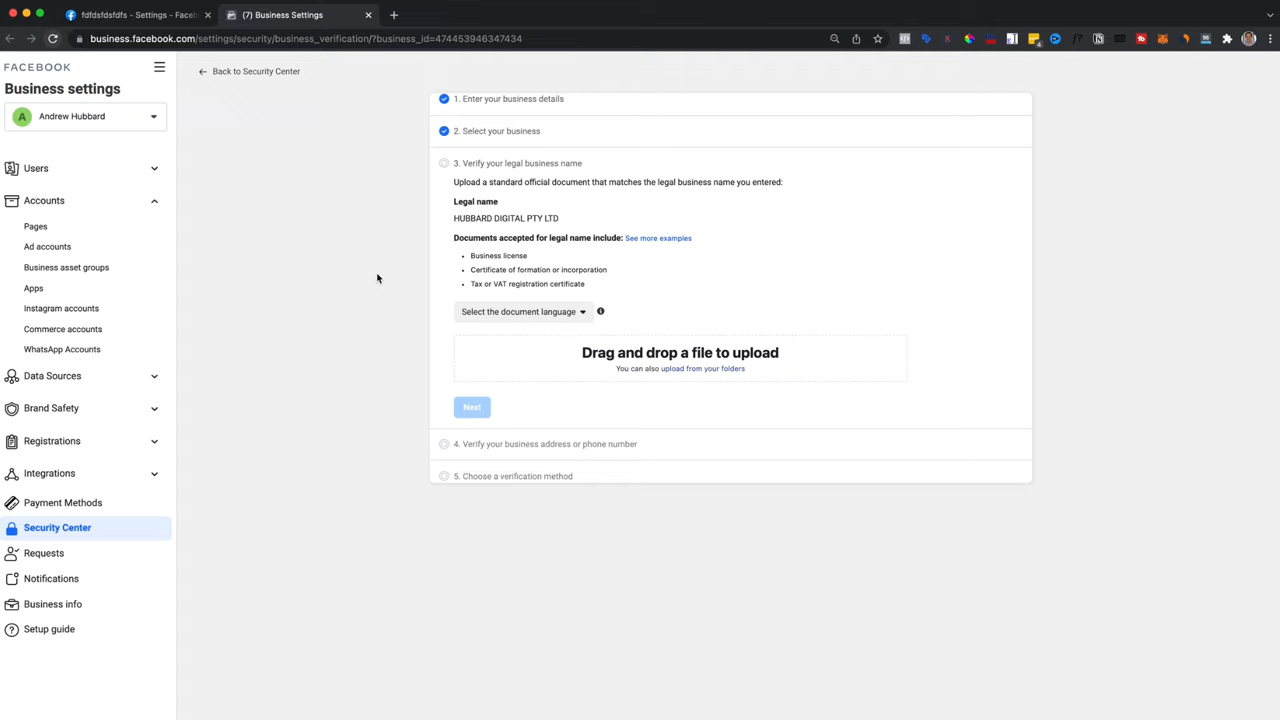 fdfdsfdsfdfs - Settings - Faceb
(7) Business Settings
business.facebook.com/settings/security/business_verification/?business_id=474453946347434
FACEBOOK
Business settings
A
Andrew Hubbard
Users
Accounts
Pages
Ad accounts
Business asset groups
Apps
Instagram accounts
Commerce accounts
WhatsApp Accounts
Data Sources
Brand Safety
Registrations
Integrations
Payment Methods
Security Center
Requests
Notifications
Business info
Setup guide
Back to Security Center
1. Enter your business details
2. Select your business
3. Verify your legal business name
Upload a standard official document that matches the legal business name you entered:
Legal name
HUBBARD DIGITAL PTY LTD
Documents accepted for legal name include: See more examples
• Business license
• Certificate of formation or incorporation
• Tax or VAT registration certificate
Select the document language
Drag and drop a file to upload
You can also upload from your folders
Next
4. Verify your business address or phone number
5. Choose a verification method